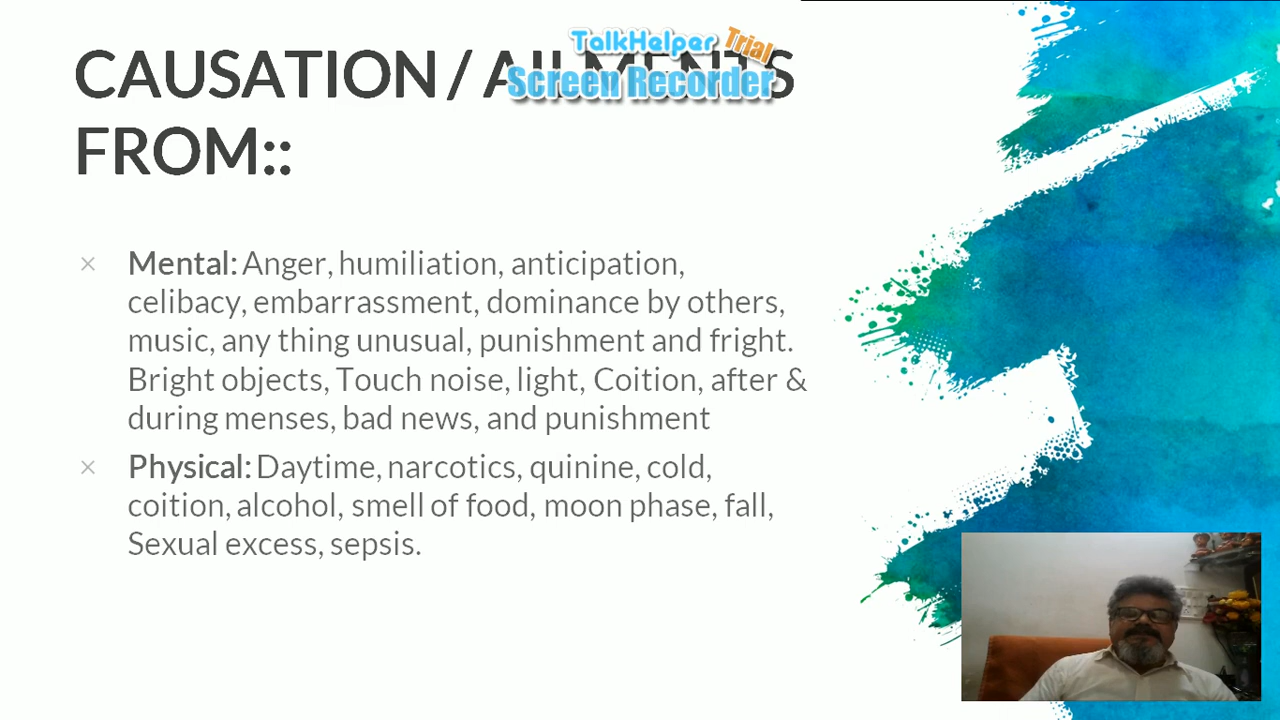 TalkHelper Trial
Screen Recorder
CAUSATION / AILMENTS
FROM::
× Mental: Anger, humiliation, anticipation,
celibacy, embarrassment, dominance by others,
music, any thing unusual, punishment and fright.
Bright objects, Touch noise, light, Coition, after &
during menses, bad news, and punishment
× Physical: Daytime, narcotics, quinine, cold,
coition, alcohol, smell of food, moon phase, fall,
Sexual excess, sepsis.